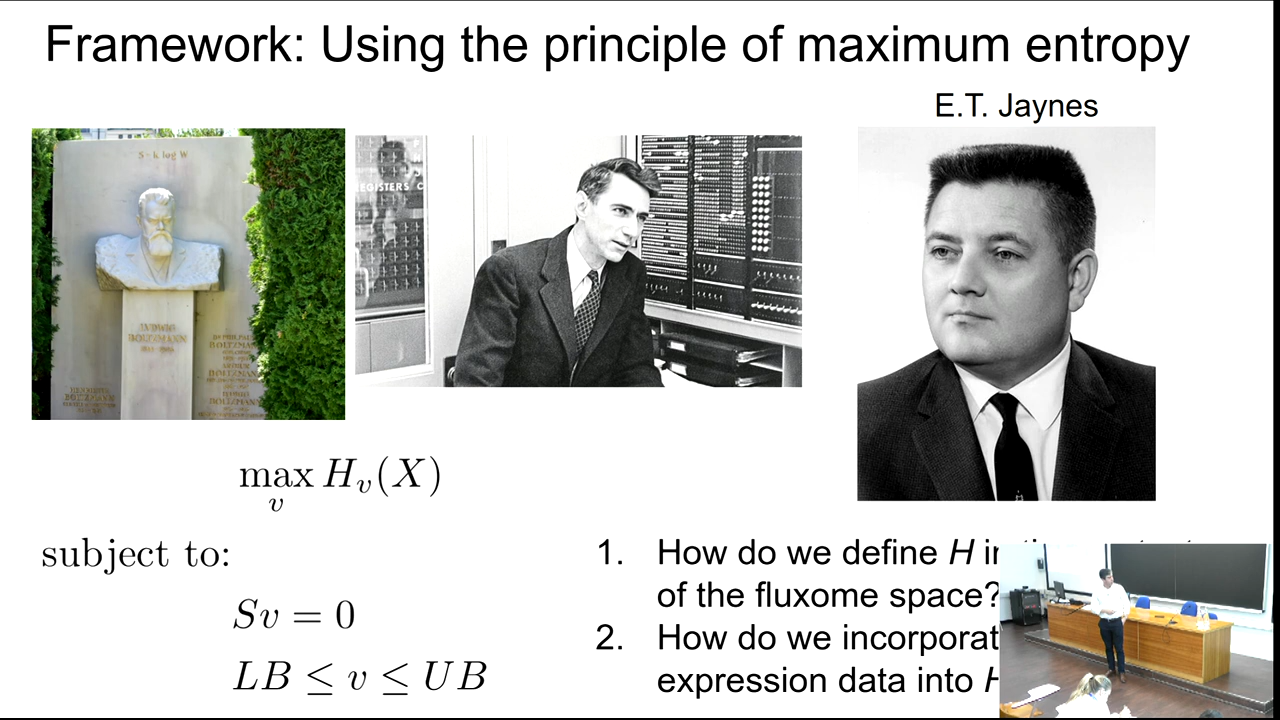 Framework: Using the principle of maximum entropy
E.T. Jaynes
S = k log W
LUDWIG
BOLTZMANN
REGISTERS C
max H_v(X)
v
subject to:
Sv = 0
LB ≤ v ≤ UB
1. How do we define H in
of the fluxome space?
2. How do we incorporat
expression data into H